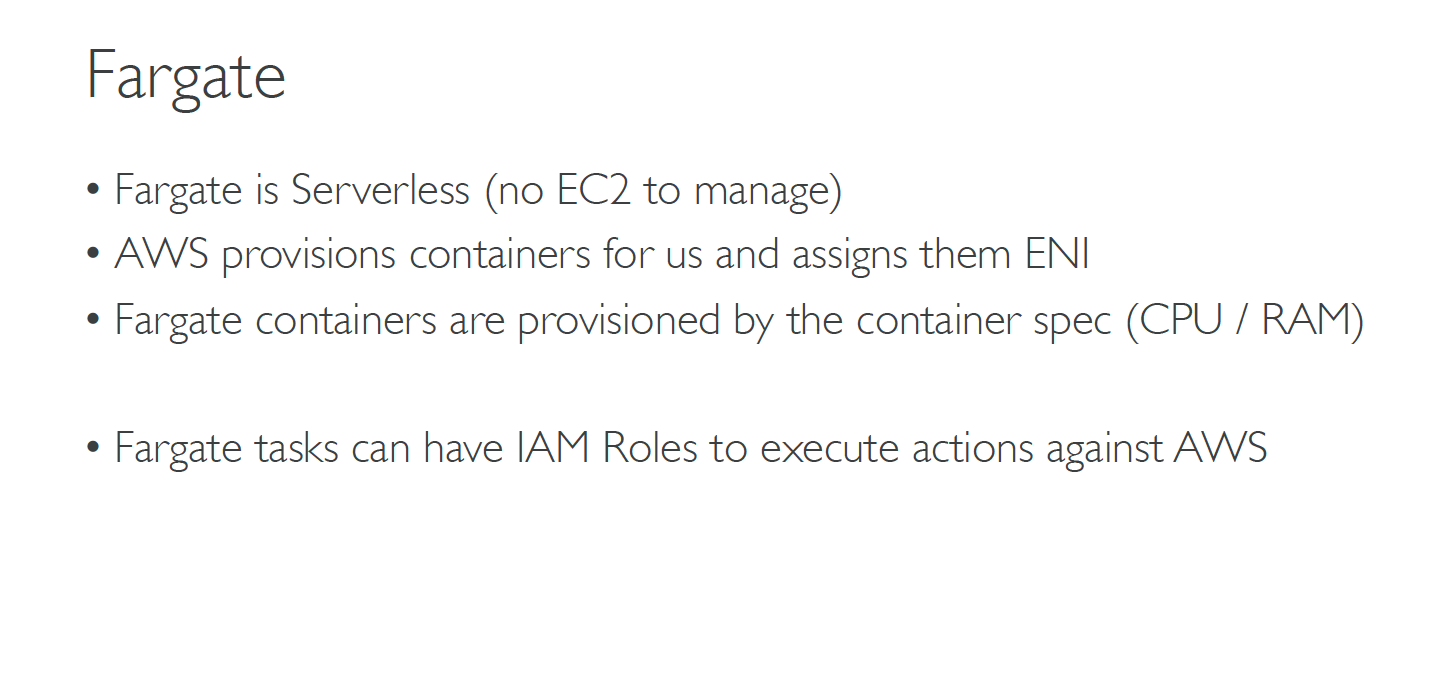 Fargate
• Fargate is Serverless (no EC2 to manage)
• AWS provisions containers for us and assigns them ENI
• Fargate containers are provisioned by the container spec (CPU / RAM)
• Fargate tasks can have IAM Roles to execute actions against AWS